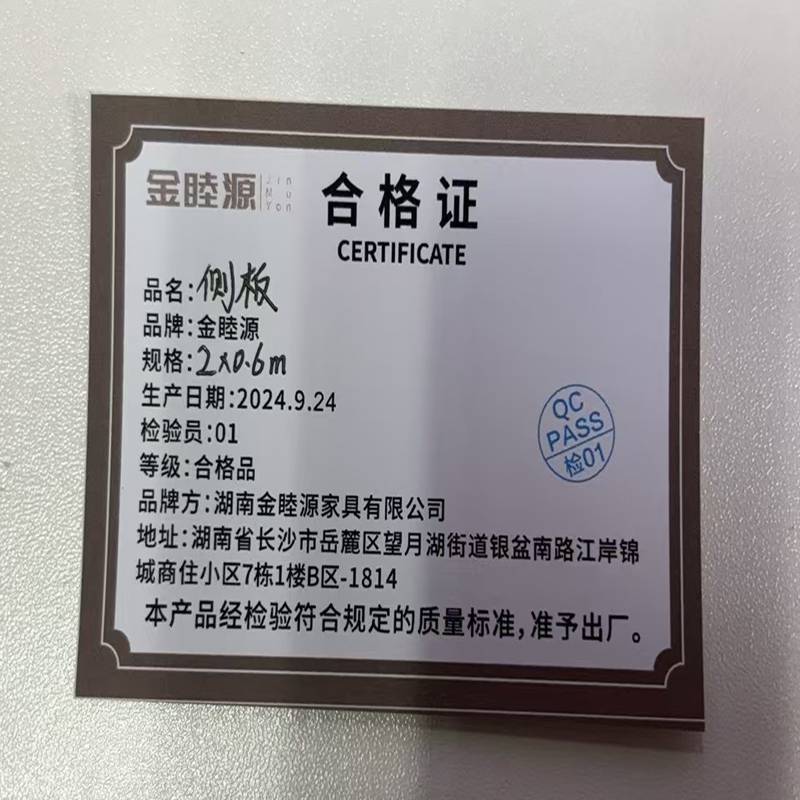 金睦源 Jin Mu Yon
合格证
CERTIFICATE
品名:侧板
品牌:金睦源
规格:2×0.6m
生产日期:2024.9.24
检验员:01
等级:合格品
QC
PASS
检01
品牌方:湖南金睦源家具有限公司
地址:湖南省长沙市岳麓区望月湖街道银盆南路江岸锦
城商住小区7栋1楼B区-1814
本产品经检验符合规定的质量标准,准予出厂。